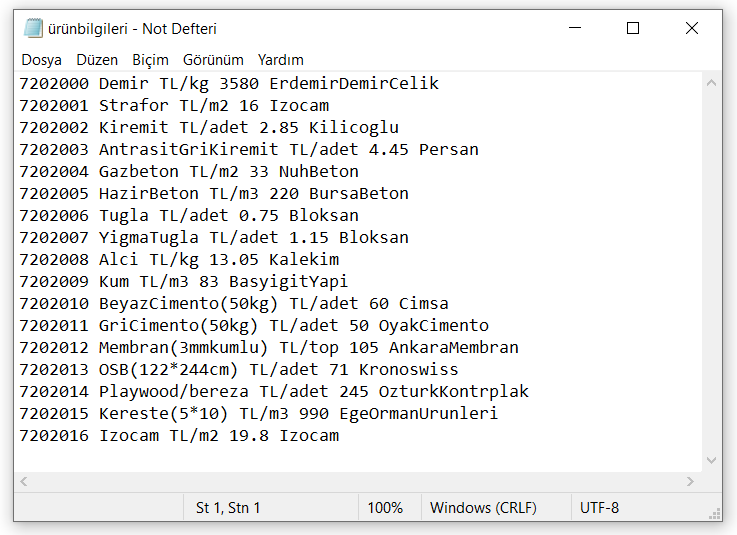 ürünbilgileri - Not Defteri
Dosya Düzen Biçim Görünüm Yardım
7202000 Demir TL/kg 3580 ErdemirDemirCelik
7202001 Strafor TL/m2 16 Izocam
7202002 Kiremit TL/adet 2.85 Kilicoglu
7202003 AntrasitGriKiremit TL/adet 4.45 Persan
7202004 Gazbeton TL/m2 33 NuhBeton
7202005 HazirBeton TL/m3 220 BursaBeton
7202006 Tugla TL/adet 0.75 Bloksan
7202007 YigmaTugla TL/adet 1.15 Bloksan
7202008 Alci TL/kg 13.05 Kalekim
7202009 Kum TL/m3 83 BasyigitYapi
7202010 BeyazCimento(50kg) TL/adet 60 Cimsa
7202011 GriCimento(50kg) TL/adet 50 OyakCimento
7202012 Membran(3mmkumlu) TL/top 105 AnkaraMembran
7202013 OSB(122*244cm) TL/adet 71 Kronoswiss
7202014 Playwood/bereza TL/adet 245 OzturkKontrplak
7202015 Kereste(5*10) TL/m3 990 EgeOrmanUrunleri
7202016 Izocam TL/m2 19.8 Izocam
St 1, Stn 1 100% Windows (CRLF) UTF-8